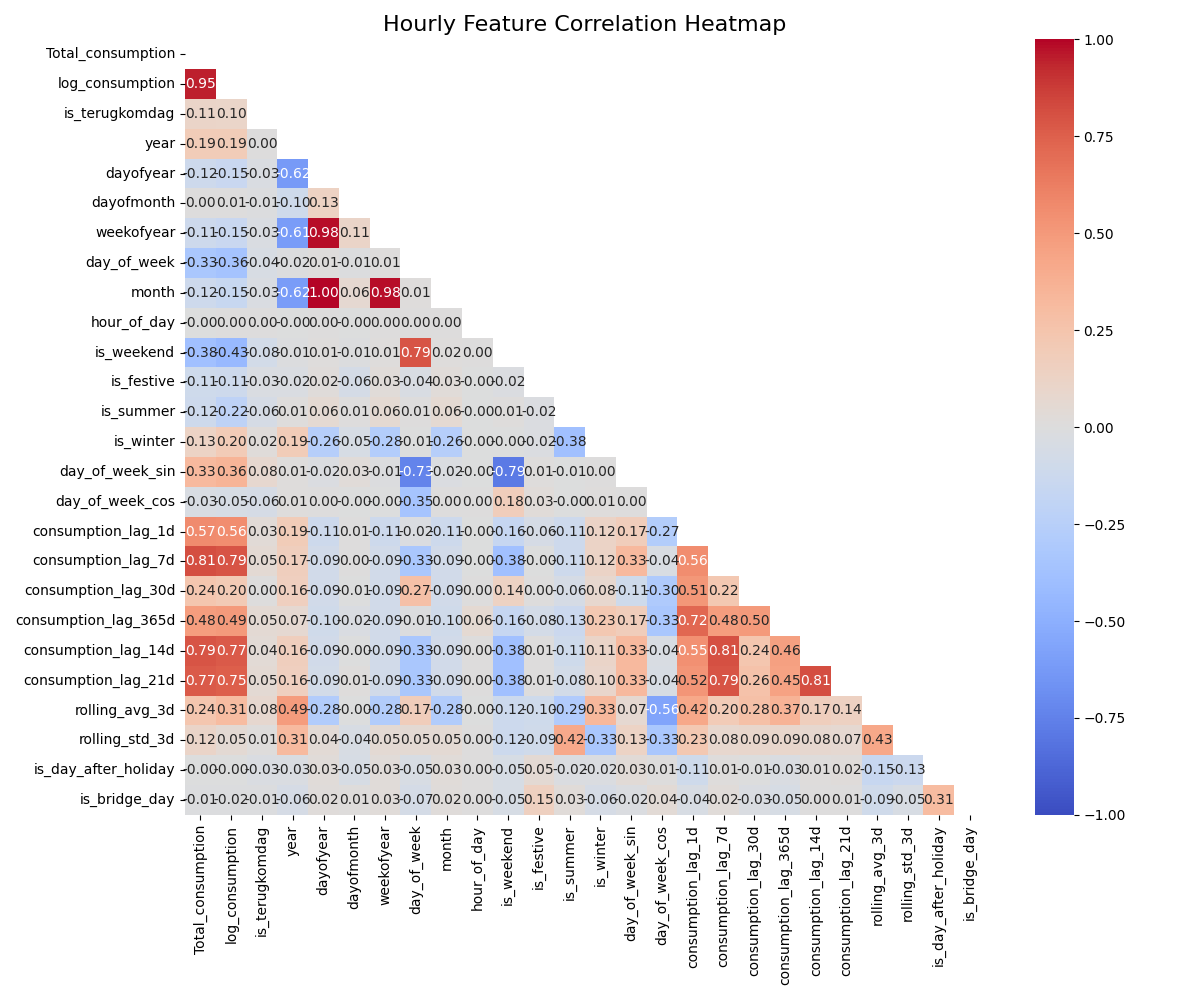 Hourly Feature Correlation Heatmap
Total_consumption
log_consumption 0.95
is_terugkomdag 0.11 0.10
year 0.19 0.19 0.00
dayofyear -0.12 -0.15 -0.03 -0.62
dayofmonth 0.00 0.01 -0.01 -0.10 0.13
weekofyear -0.11 -0.15 -0.03 -0.61 0.98 0.11
day_of_week -0.33 -0.36 -0.04 -0.02 0.01 -0.01 0.01
month -0.12 -0.15 -0.03 -0.62 1.00 0.06 0.98 0.01
hour_of_day -0.00 0.00 0.00 -0.00 0.00 -0.00 0.00 0.00 0.00
is_weekend -0.38 -0.43 -0.08 -0.01 0.01 -0.01 0.01 0.79 0.02 0.00
is_festive -0.11 -0.11 -0.03 -0.02 0.02 -0.06 0.03 -0.04 0.03 -0.00 -0.02
is_summer -0.12 -0.22 -0.06 0.01 0.06 0.01 0.06 0.01 0.06 -0.00 0.01 -0.02
is_winter 0.13 0.20 0.02 0.19 -0.26 -0.05 -0.28 -0.01 -0.26 -0.00 -0.00 -0.02 -0.38
day_of_week_sin 0.33 0.36 0.08 0.01 -0.02 0.03 -0.01 -0.73 -0.02 -0.00 -0.79 0.01 -0.01 0.00
day_of_week_cos -0.03 -0.05 -0.06 0.01 0.00 -0.00 -0.00 -0.35 0.00 0.00 0.18 0.03 -0.00 0.01 0.00
consumption_lag_1d 0.57 0.56 0.03 0.19 -0.11 0.01 -0.11 -0.02 -0.11 -0.00 -0.16 -0.06 -0.11 0.12 0.17 -0.27
consumption_lag_7d 0.81 0.79 0.05 0.17 -0.09 0.00 -0.09 -0.33 -0.09 -0.00 -0.38 -0.00 -0.11 0.12 0.33 -0.04 0.56
consumption_lag_30d 0.24 0.20 0.00 0.16 -0.09 -0.01 -0.09 0.27 -0.09 0.00 0.14 0.00 -0.06 0.08 -0.11 -0.30 0.51 0.22
consumption_lag_365d 0.48 0.49 0.05 0.07 -0.10 -0.02 -0.09 -0.01 -0.10 0.06 -0.16 -0.08 -0.13 0.23 0.17 -0.33 0.72 0.48 0.50
consumption_lag_14d 0.79 0.77 0.04 0.16 -0.09 0.00 -0.09 -0.33 -0.09 0.00 -0.38 0.01 -0.11 0.11 0.33 -0.04 0.55 0.81 0.24 0.46
consumption_lag_21d 0.77 0.75 0.05 0.16 -0.09 0.01 -0.09 -0.33 -0.09 0.00 -0.38 0.01 -0.08 0.10 0.33 -0.04 0.52 0.79 0.26 0.45 0.81
rolling_avg_3d 0.24 0.31 0.08 0.49 -0.28 -0.00 -0.28 0.17 -0.28 -0.00 -0.12 -0.10 -0.29 0.33 0.07 -0.56 0.42 0.20 0.28 0.37 0.17 0.14
rolling_std_3d 0.12 0.05 0.01 0.31 0.04 -0.04 0.05 0.05 0.05 0.00 -0.12 -0.09 0.42 -0.33 0.13 -0.33 0.23 0.08 0.09 0.09 0.08 0.07 0.43
is_day_after_holiday -0.00 -0.00 -0.03 -0.03 0.03 -0.05 0.03 -0.05 0.03 0.00 -0.05 0.05 -0.02 -0.02 0.03 0.01 -0.11 0.01 -0.01 -0.03 0.01 0.02 -0.15 -0.13
is_bridge_day -0.01 -0.02 -0.01 -0.06 0.02 0.01 0.03 -0.07 0.02 0.00 -0.05 0.15 0.03 -0.06 -0.02 0.04 -0.04 0.02 -0.03 -0.05 0.00 0.01 -0.09 -0.05 0.31
Total_consumption
log_consumption
is_terugkomdag
year
dayofyear
dayofmonth
weekofyear
day_of_week
month
hour_of_day
is_weekend
is_festive
is_summer
is_winter
day_of_week_sin
day_of_week_cos
consumption_lag_1d
consumption_lag_7d
consumption_lag_30d
consumption_lag_365d
consumption_lag_14d
consumption_lag_21d
rolling_avg_3d
rolling_std_3d
is_day_after_holiday
is_bridge_day
1.00
0.75
0.50
0.25
0.00
−0.25
−0.50
−0.75
−1.00